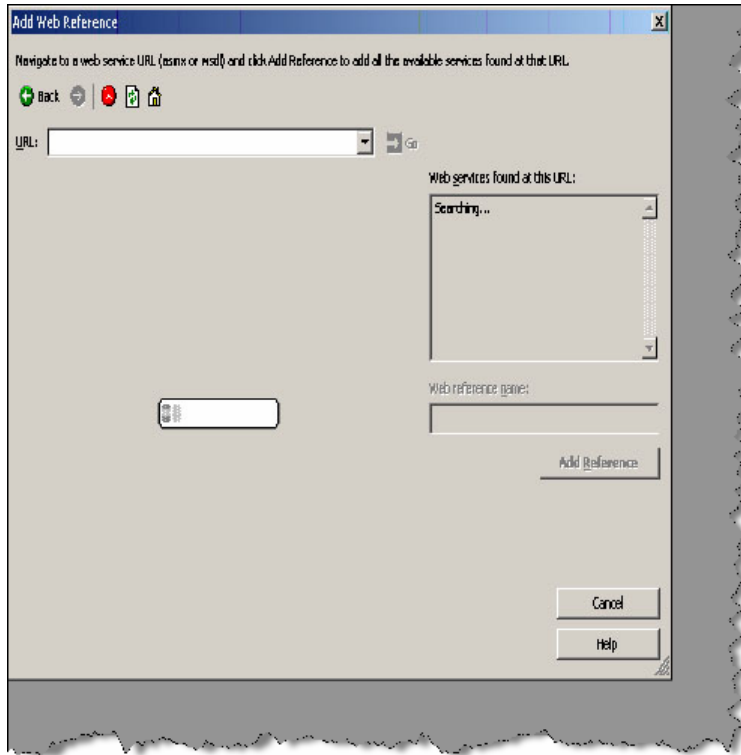 Add Web Reference
Navigate to a web service URL (asmx or wsdl) and click Add Reference to add all the available services found at that URL.
Back
URL:
Go
Web services found at this URL:
Searching...
Web reference name:
Add Reference
Cancel
Help